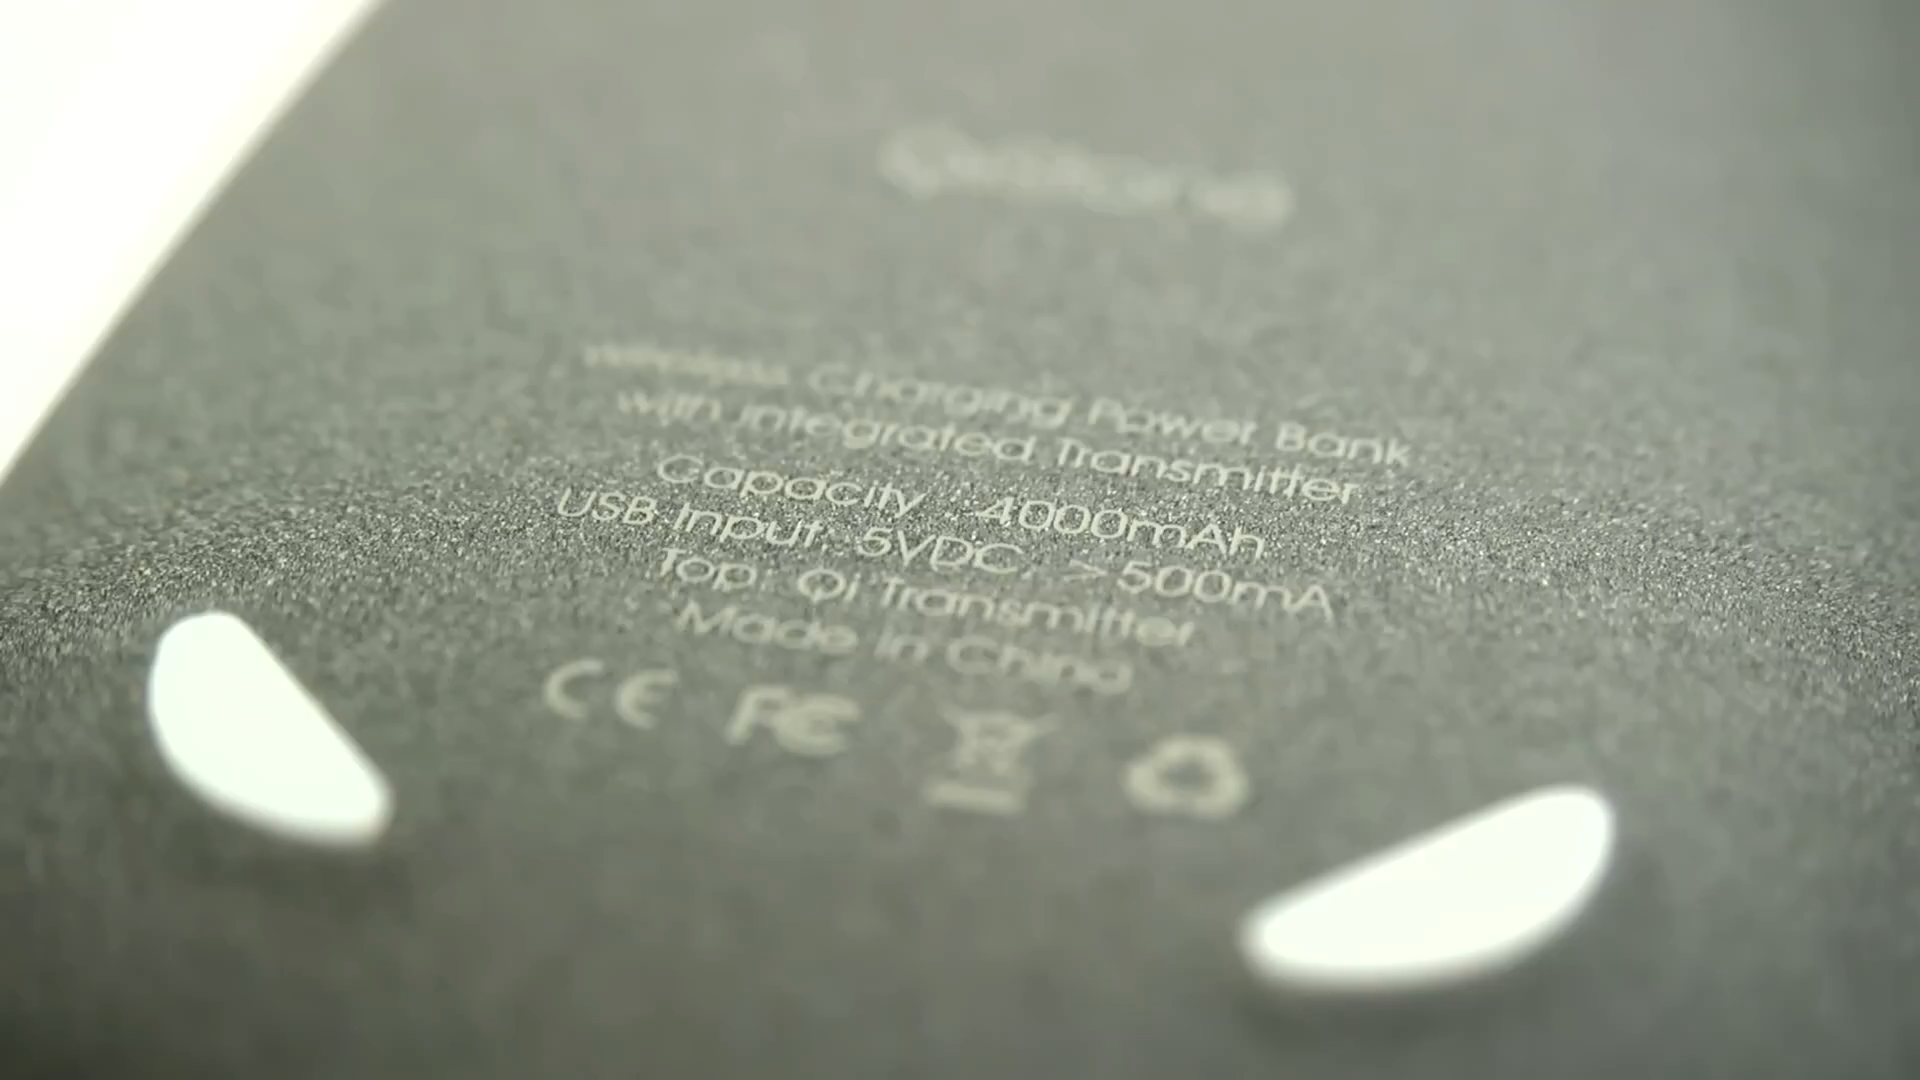 wireless Charging Power Bank
with integrated Transmitter
Capacity : 4000mAh
USB Input: 5VDC, >500mA
Top: Qi Transmitter
Made in China
CE FC